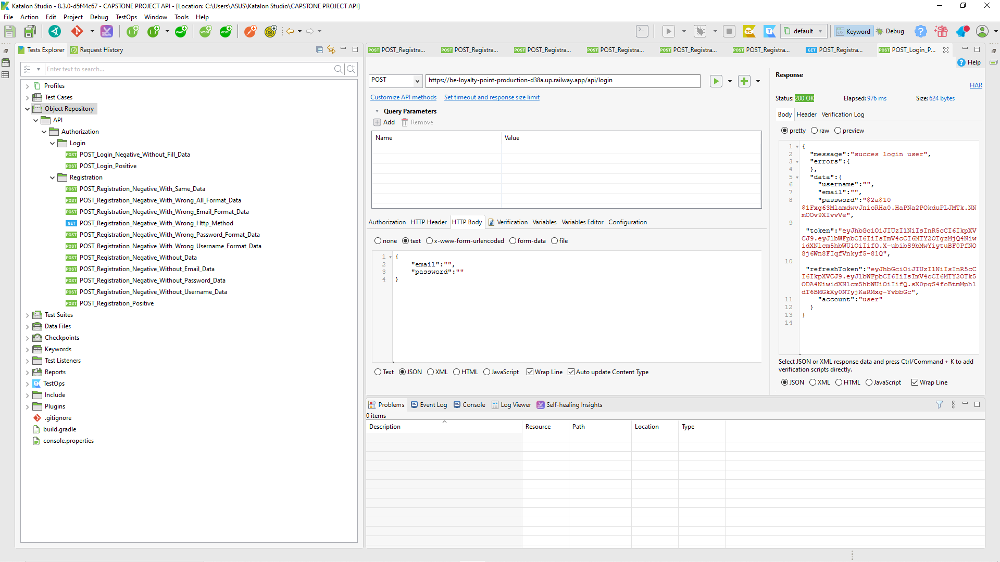 Katalon Studio - 8.3.0-d5f44c67 - CAPSTONE PROJECT API - [Location: C:\Users\ASUS\Katalon Studio\CAPSTONE PROJECT API]
File Action Edit Project Debug TestOps Window Tools Help
default Keyword Debug
Tests Explorer Request History
Enter text to search...
Profiles
Test Cases
Object Repository
API
Authorization
Login
POST POST_Login_Negative_Without_Fill_Data
POST POST_Login_Positive
Registration
POST POST_Registration_Negative_With_Same_Data
POST POST_Registration_Negative_With_Wrong_All_Format_Data
POST POST_Registration_Negative_With_Wrong_Email_Format_Data
GET POST_Registration_Negative_With_Wrong_Http_Method
POST POST_Registration_Negative_With_Wrong_Password_Format_Data
POST POST_Registration_Negative_With_Wrong_Username_Format_Data
POST POST_Registration_Negative_Without_Data
POST POST_Registration_Negative_Without_Email_Data
POST POST_Registration_Negative_Without_Password_Data
POST POST_Registration_Negative_Without_Username_Data
POST POST_Registration_Positive
Test Suites
Data Files
Checkpoints
Keywords
Test Listeners
Reports
TestOps
Include
Plugins
.gitignore
build.gradle
console.properties
POST POST_Registra... POST POST_Registra... POST POST_Registra... POST POST_Registra... POST POST_Registra... POST POST_Registra... GET POST_Registra... POST POST_Login_P...
Help
POST https://be-loyalty-point-production-d38a.up.railway.app/api/login
Customize API methods Set timeout and response size limit
Query Parameters
Add Remove
Name Value
Authorization HTTP Header HTTP Body Verification Variables Variables Editor Configuration
none text x-www-form-urlencoded form-data file
1 {
2 "email":"",
3 "password":""
4 }
Text JSON XML HTML JavaScript Wrap Line Auto update Content Type
Response
HAR
Status: 200 OK Elapsed: 976 ms Size: 624 bytes
Body Header Verification Log
pretty raw preview
1 {
2 "message":"succes login user",
3 "errors":{
4 },
5 "data":{
6 "username":"",
7 "email":"",
8 "password":"$2a$10
$1Fxg63MlamdwvJnioRHa0.HaPNa2PQkduPLJMTk.NN
mOOv9XIvvVe",
9
"token":"eyJhbGciOiJIUzI1NiIsInR5cCI6IkpXV
CJ9.eyJlbWFpbCI6IiIsImV4cCI6MTY2OTgzMjQ4Niw
idXNlcm5hbWUiOiIifQ.X-ubibS9bMwYiytuBF0PfNQ
8j6Wn8FIqfVnkyf5-81Q",
10
"refreshToken":"eyJhbGciOiJIUzI1NiIsInR5cC
I6IkpXVCJ9.eyJlbWFpbCI6IiIsImV4cCI6MTY2OTk5
ODA4NiwidXNlcm5hbWUiOiIifQ.sX0pqS4foBtmMphl
dT6BMGkXy0NTyjKaRMxg-YvbbGc",
11 "account":"user"
12 }
13 }
14
Select JSON or XML response data and press Ctrl/Command + K to add
verification scripts directly.
JSON XML HTML JavaScript Wrap Line
Problems Event Log Console Log Viewer Self-healing Insights
0 items
Description Resource Path Location Type